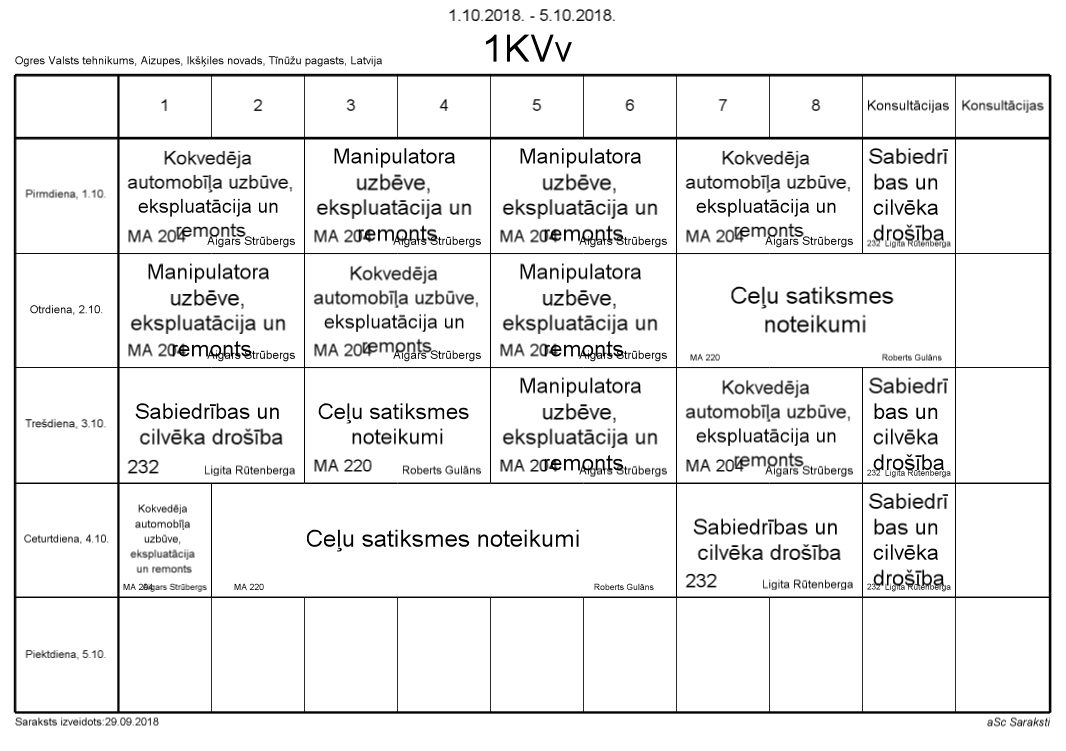 1.10.2018. - 5.10.2018.
1KVv
Ogres Valsts tehnikums, Aizupes, Ikšķiles novads, Tīnūžu pagasts, Latvija
1 2 3 4 5 6 7 8 Konsultācijas Konsultācijas
Pirmdiena, 1.10.
Kokvedēja
automobīļa uzbūve,
ekspluatācija un
remonts
MA 204 Aigars Strūbergs
Manipulatora
uzbēve,
ekspluatācija un
remonts
MA 204 Aigars Strūbergs
Manipulatora
uzbēve,
ekspluatācija un
remonts
MA 204 Aigars Strūbergs
Kokvedēja
automobīļa uzbūve,
ekspluatācija un
remonts
MA 204 Aigars Strūbergs
Sabiedrī
bas un
cilvēka
drošība
232 Ligita Rūtenberga
Otrdiena, 2.10.
Manipulatora
uzbēve,
ekspluatācija un
remonts
MA 204 Aigars Strūbergs
Kokvedēja
automobīļa uzbūve,
ekspluatācija un
remonts
MA 204 Aigars Strūbergs
Manipulatora
uzbēve,
ekspluatācija un
remonts
MA 204 Aigars Strūbergs
Ceļu satiksmes
noteikumi
MA 220 Roberts Gulāns
Trešdiena, 3.10.
Sabiedrības un
cilvēka drošība
232 Ligita Rūtenberga
Ceļu satiksmes
noteikumi
MA 220 Roberts Gulāns
Manipulatora
uzbēve,
ekspluatācija un
remonts
MA 204 Aigars Strūbergs
Kokvedēja
automobīļa uzbūve,
ekspluatācija un
remonts
MA 204 Aigars Strūbergs
Sabiedrī
bas un
cilvēka
drošība
232 Ligita Rūtenberga
Ceturtdiena, 4.10.
Kokvedēja
automobīļa
uzbūve,
ekspluatācija
un remonts
MA 204 Aigars Strūbergs
Ceļu satiksmes noteikumi
MA 220 Roberts Gulāns
Sabiedrības un
cilvēka drošība
232 Ligita Rūtenberga
Sabiedrī
bas un
cilvēka
drošība
232 Ligita Rūtenberga
Piektdiena, 5.10.
Saraksts izveidots:29.09.2018
aSc Saraksti